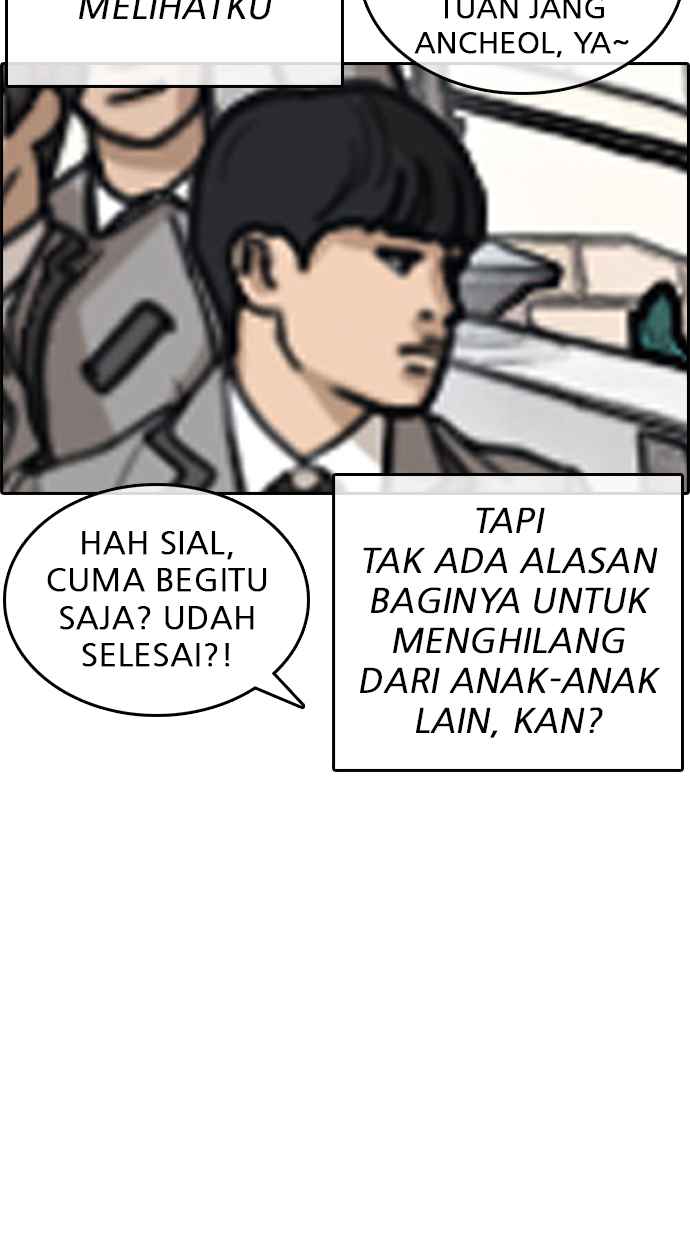 MELIHATKU
TUAN JANG
ANCHEOL, YA~
HAH SIAL,
CUMA BEGITU
SAJA? UDAH
SELESAI?!
TAPI
TAK ADA ALASAN
BAGINYA UNTUK
MENGHILANG
DARI ANAK-ANAK
LAIN, KAN?